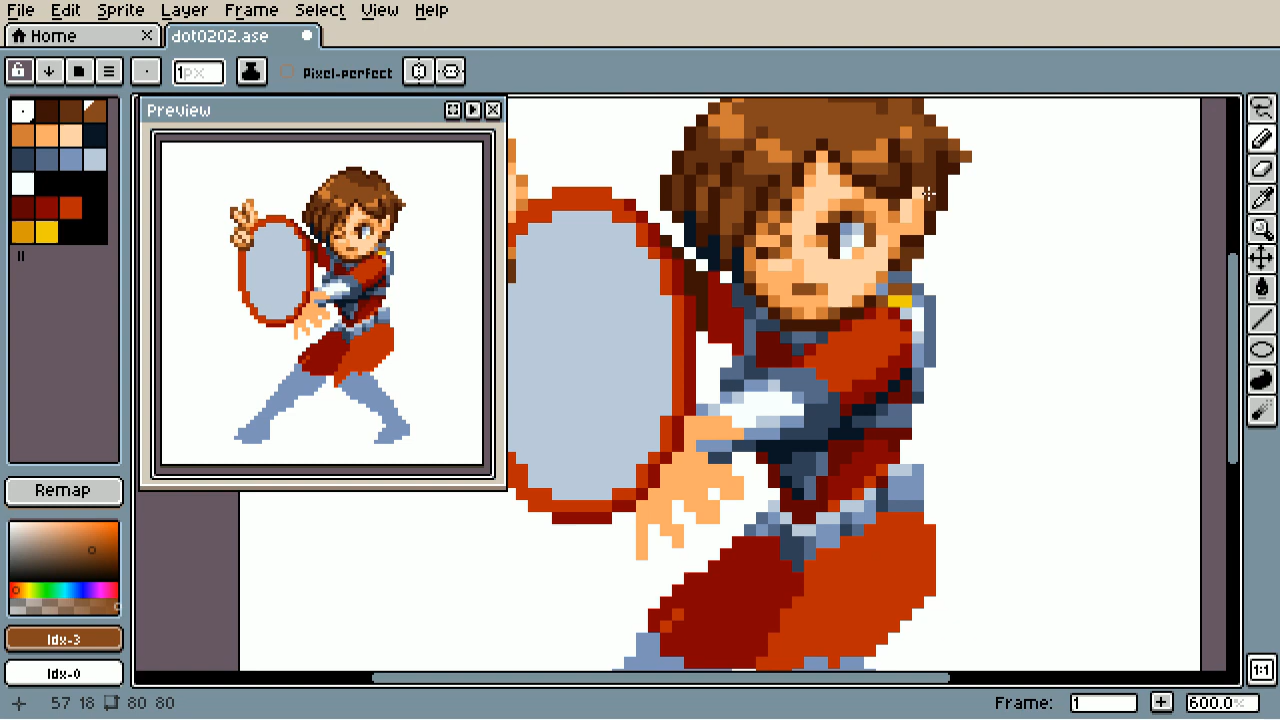 File Edit Sprite Layer Frame Select View Help
Home dot0202.ase
1px Pixel-perfect
Preview
Remap
Idx-3
Idx-0
57 18 80 80 Frame: 1 600.0%
1:1